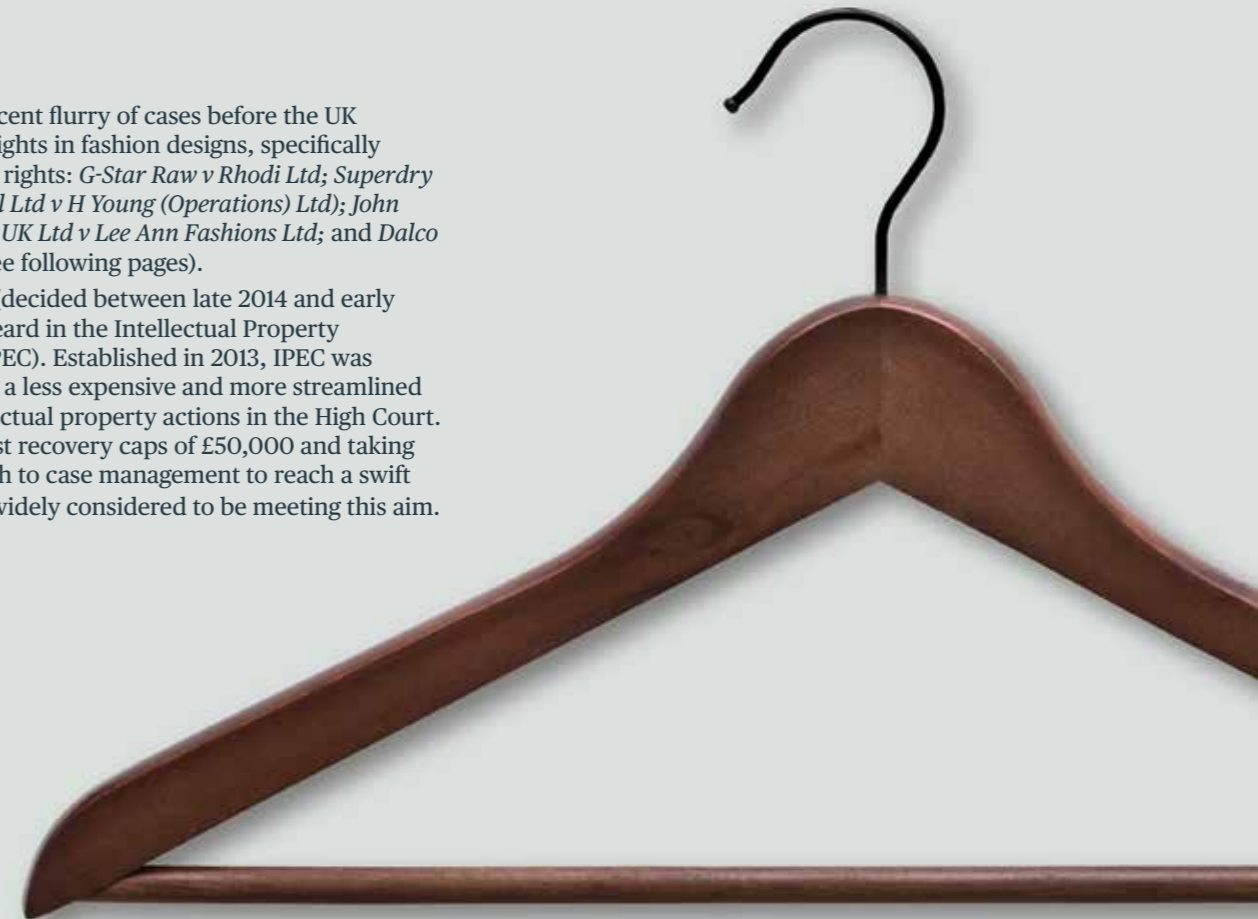 cent flurry of cases before the UK
ights in fashion designs, specifically
rights: G-Star Raw v Rhodi Ltd; Superdry
l Ltd v H Young (Operations) Ltd); John
UK Ltd v Lee Ann Fashions Ltd; and Dalco
ee following pages).
decided between late 2014 and early
eard in the Intellectual Property
PEC). Established in 2013, IPEC was
a less expensive and more streamlined
ctual property actions in the High Court.
st recovery caps of £50,000 and taking
h to case management to reach a swift
widely considered to be meeting this aim.